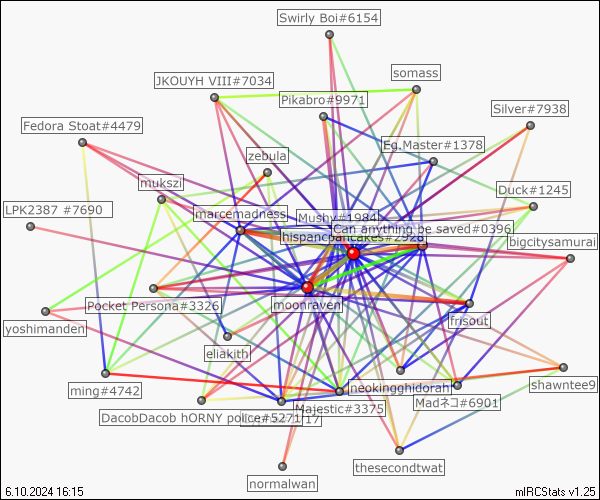 Swirly Boi#6154
somass
JKOUYH VIII#7034
Pikabro#9971
Silver#7938
Fedora Stoat#4479
Eg.Master#1378
zebula
mukszi
Duck#1245
LPK2387 #7690
marcemadness
Mushy#1984
Can anything be saved#0396
hispancpancakes#2928
bigcitysamurai
Pocket Persona#3326
moonraven
frisout
yoshimanden
eliakith
ming#4742
neokingghidorah
shawntee9
Madネコ#6901
DacobDacob hORNY police#5271
Majestic#3375
17
thesecondtwat
normalwan
6.10.2024 16:15
mIRCStats v1.25